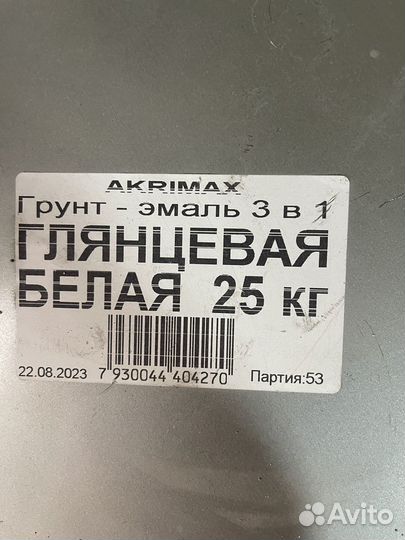 AKRIMAX
Грунт - эмаль 3 в 1
ГЛЯНЦЕВАЯ
БЕЛАЯ 25 кг
22.08.2023 7 930044 404270 Партия:53
Avito